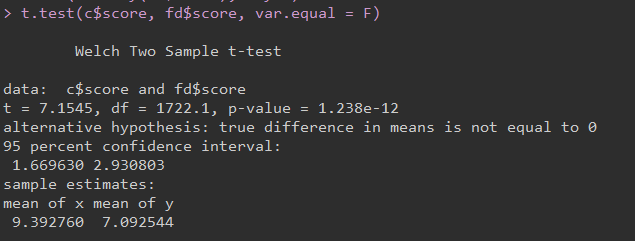 > t.test(c$score, fd$score, var.equal = F)
Welch Two Sample t-test
data:  c$score and fd$score
t = 7.1545, df = 1722.1, p-value = 1.238e-12
alternative hypothesis: true difference in means is not equal to 0
95 percent confidence interval:
 1.669630 2.930803
sample estimates:
mean of x mean of y
 9.392760  7.092544